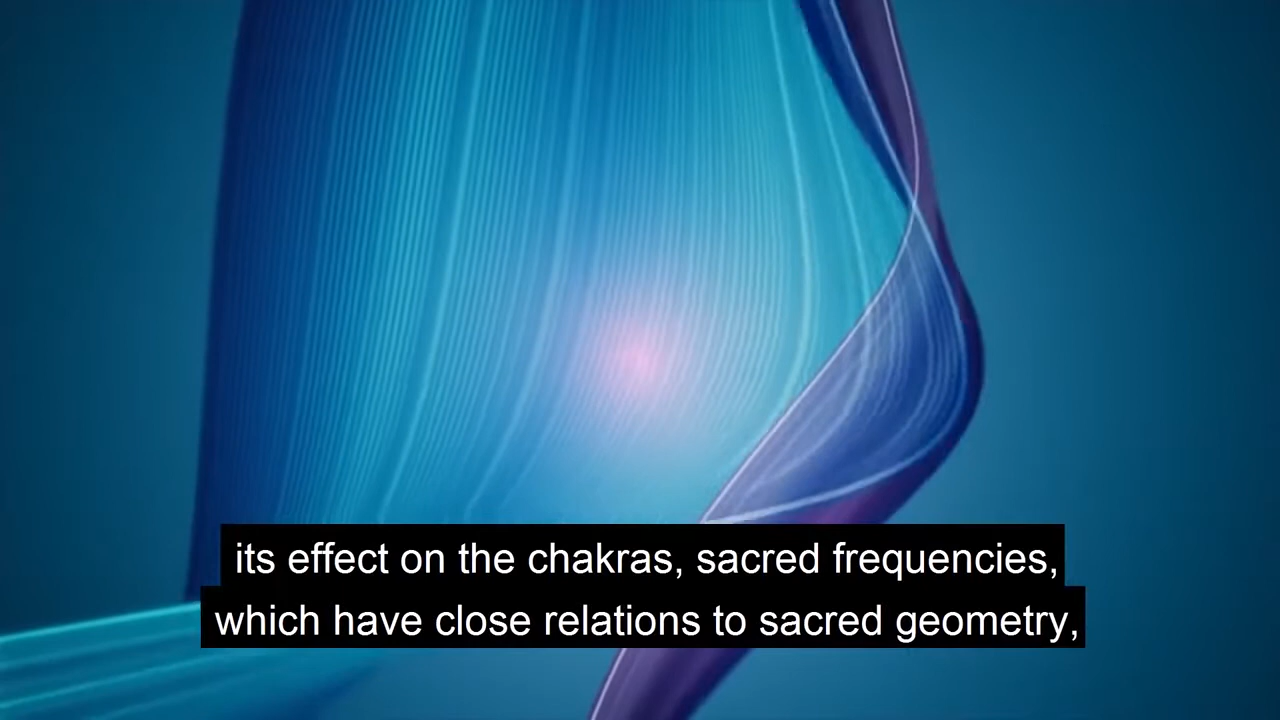 its effect on the chakras, sacred frequencies,
which have close relations to sacred geometry,